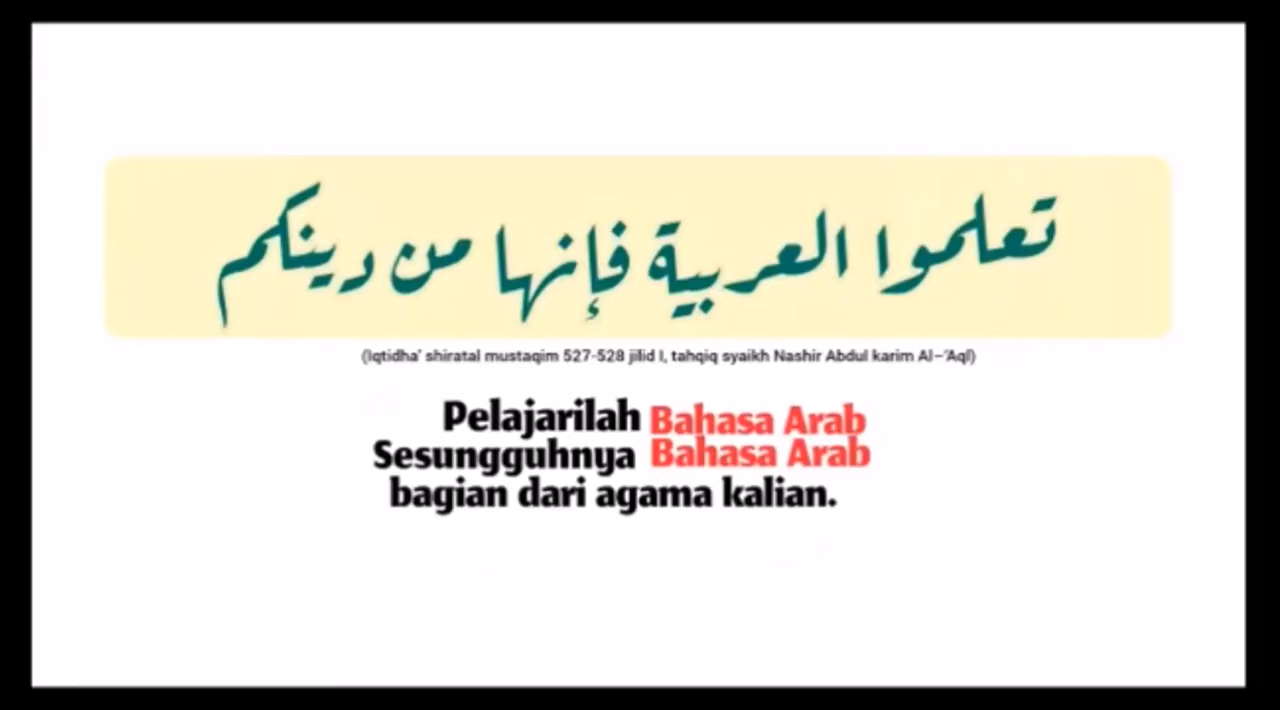 تعلموا العربية فإنها من دينكم
(Iqtidha' shiratal mustaqim 527-528 jilid I, tahqiq syaikh Nashir Abdul karim Al–'Aql)
Pelajarilah Bahasa Arab
Sesungguhnya Bahasa Arab
bagian dari agama kalian.